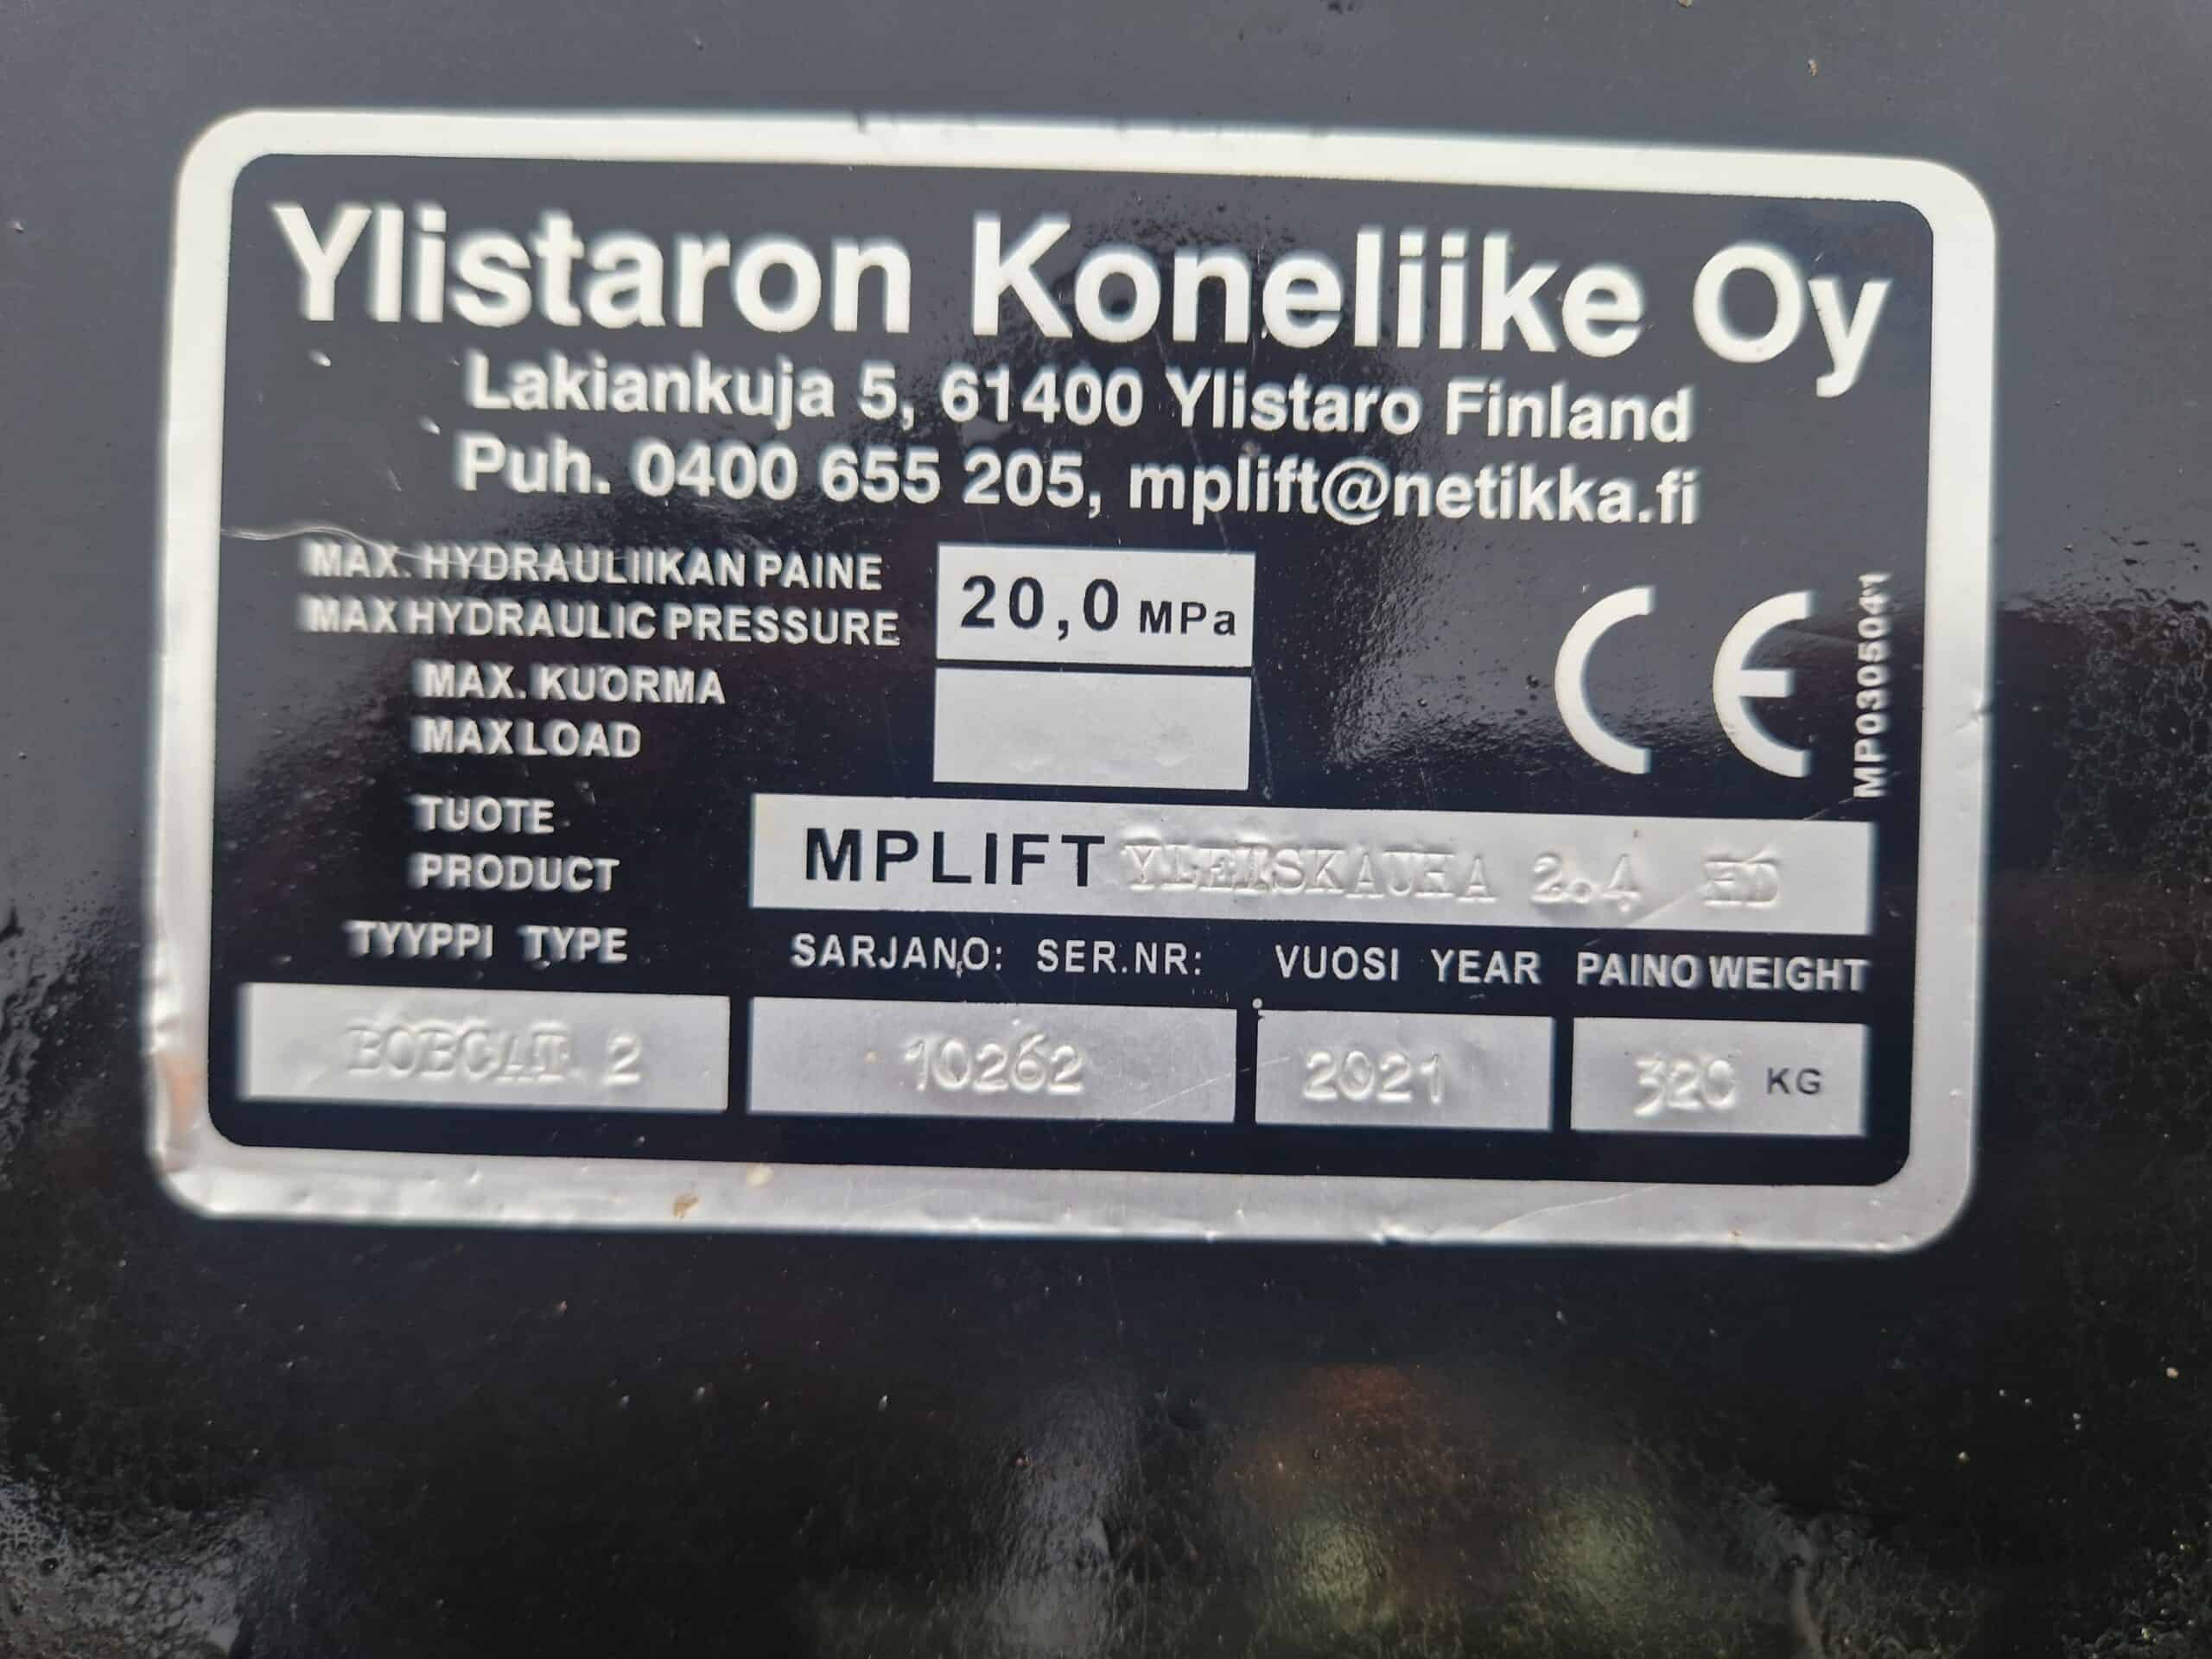 Ylistaron Koneliike Oy
Lakiankuja 5, 61400 Ylistaro Finland
Puh. 0400 655 205, mplift@netikka.fi
MAX. HYDRAULIIKAN PAINE
MAX HYDRAULIC PRESSURE
20,0 MPa
MAX. KUORMA
MAX LOAD
CE
MP0305041
TUOTE
PRODUCT
MPLIFT YLEISKAUHA 2.4 HD
TYYPPI TYPE
SARJANO: SER.NR:
VUOSI YEAR
PAINO WEIGHT
BOBCAT 2
10262
2021
320 KG